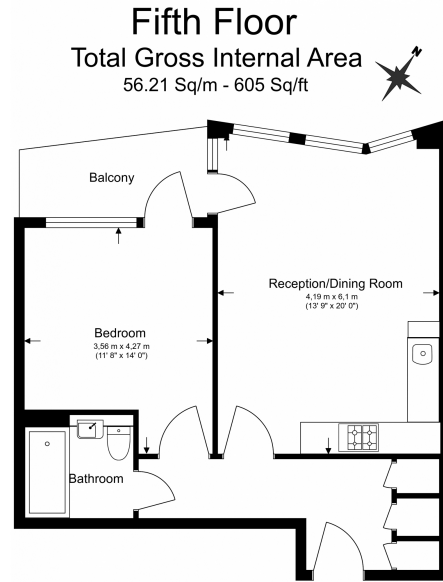 Fifth Floor
Total Gross Internal Area
56.21 Sq/m - 605 Sq/ft
N
Balcony
Reception/Dining Room
4,19 m x 6,1 m
(13' 9" x 20' 0")
Bedroom
3,56 m x 4,27 m
(11' 8" x 14' 0")
Bathroom